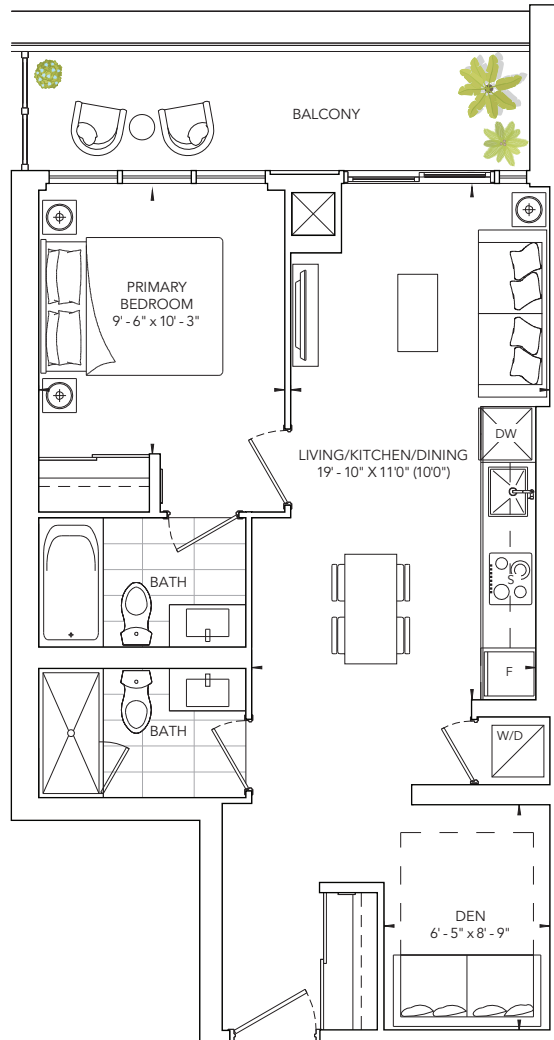 BALCONY
PRIMARY
BEDROOM
9' - 6" x 10' - 3"
DW
LIVING/KITCHEN/DINING
19' - 10" X 11'0" (10'0")
S
BATH
F
BATH
W/D
DEN
6' - 5" x 8' - 9"